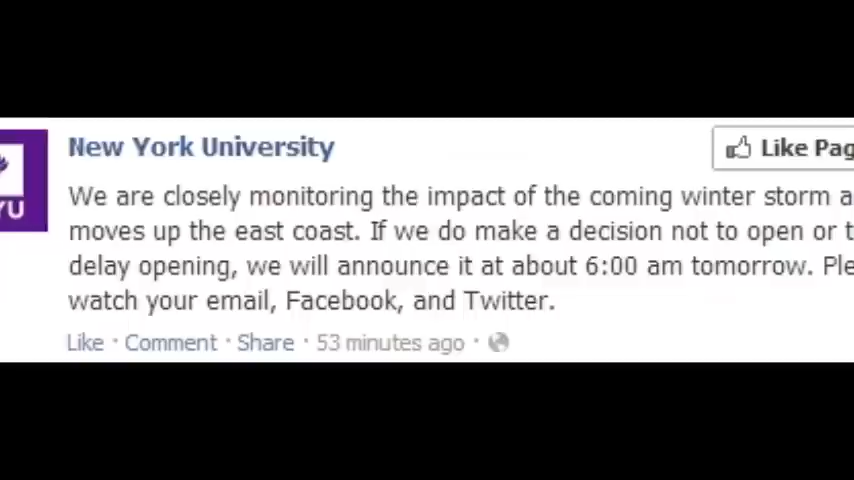 New York University
Like Pag
YU
We are closely monitoring the impact of the coming winter storm a
moves up the east coast. If we do make a decision not to open or t
delay opening, we will announce it at about 6:00 am tomorrow. Ple
watch your email, Facebook, and Twitter.
Like · Comment · Share · 53 minutes ago ·